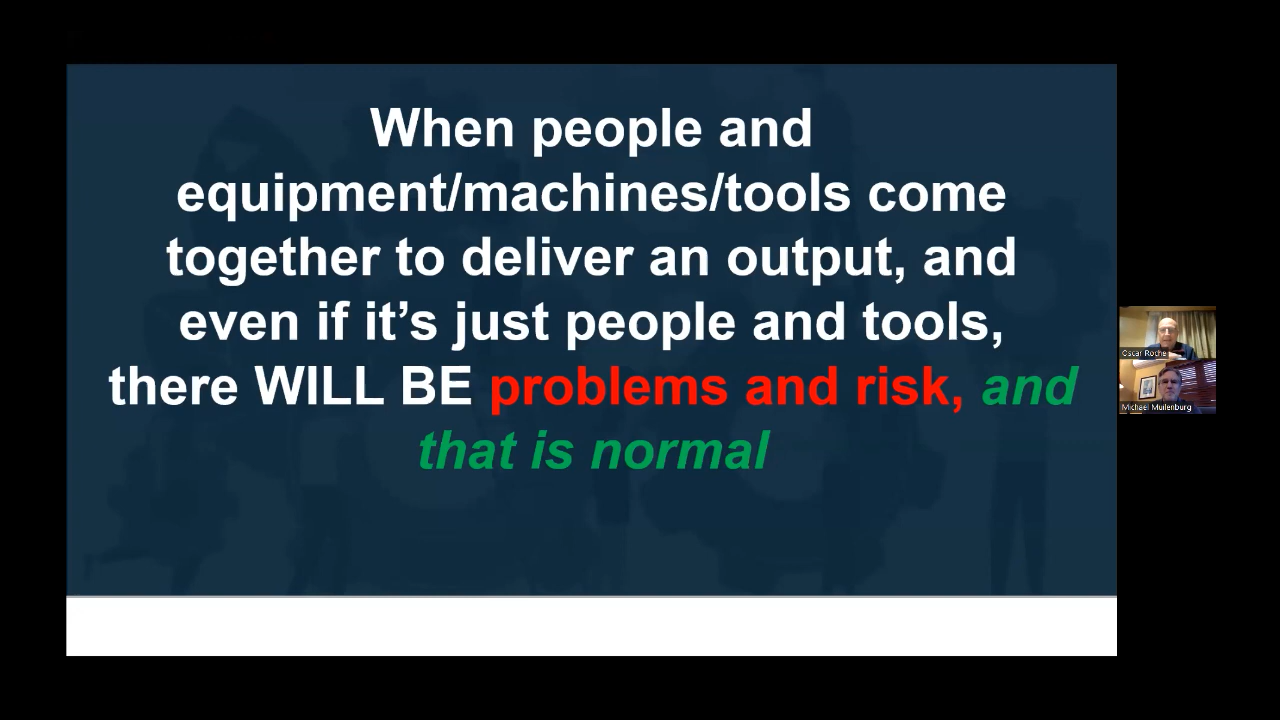 When people and
equipment/machines/tools come
together to deliver an output, and
even if it’s just people and tools,
there WILL BE problems and risk, and
that is normal
Oscar Roche
Michael Muilenburg